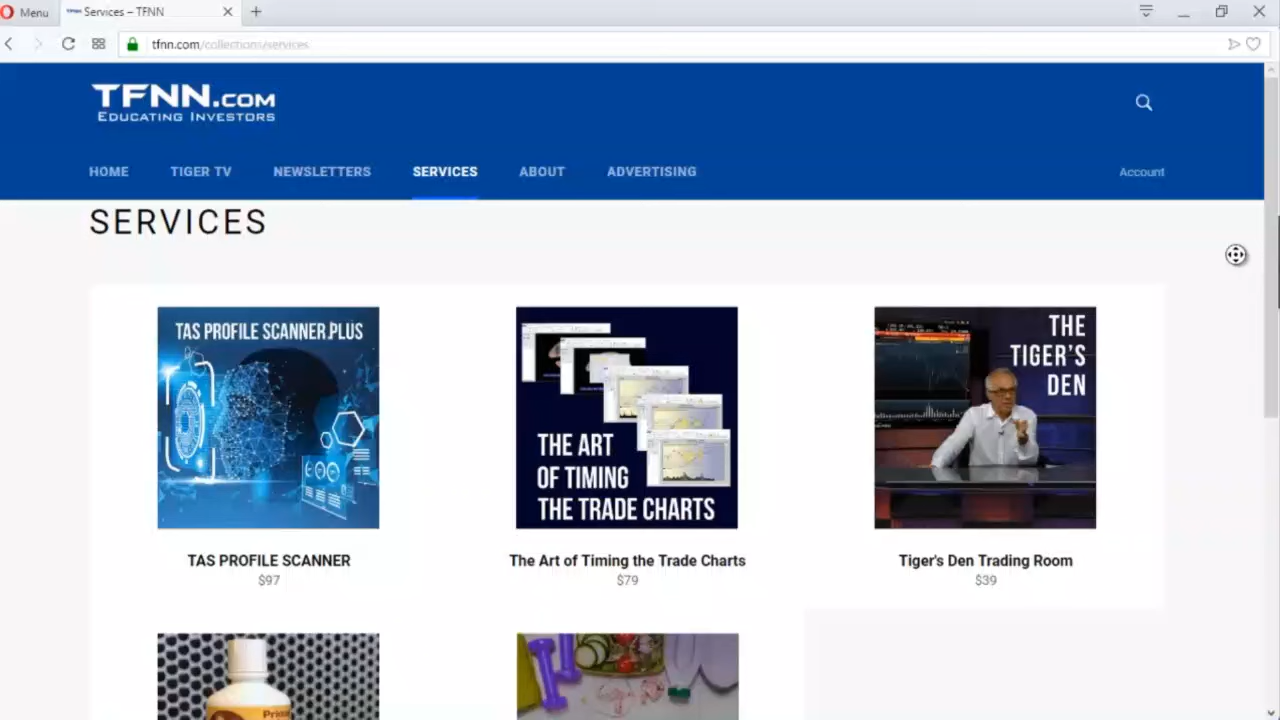 Menu
Services – TFNN
tfnn.com/collections/services
TFNN.COM
EDUCATING INVESTORS
HOME
TIGER TV
NEWSLETTERS
SERVICES
ABOUT
ADVERTISING
Account
SERVICES
TAS PROFILE SCANNER PLUS
THE ART
OF TIMING
THE TRADE CHARTS
THE
TIGER'S
DEN
TAS PROFILE SCANNER
$97
The Art of Timing the Trade Charts
$79
Tiger's Den Trading Room
$39